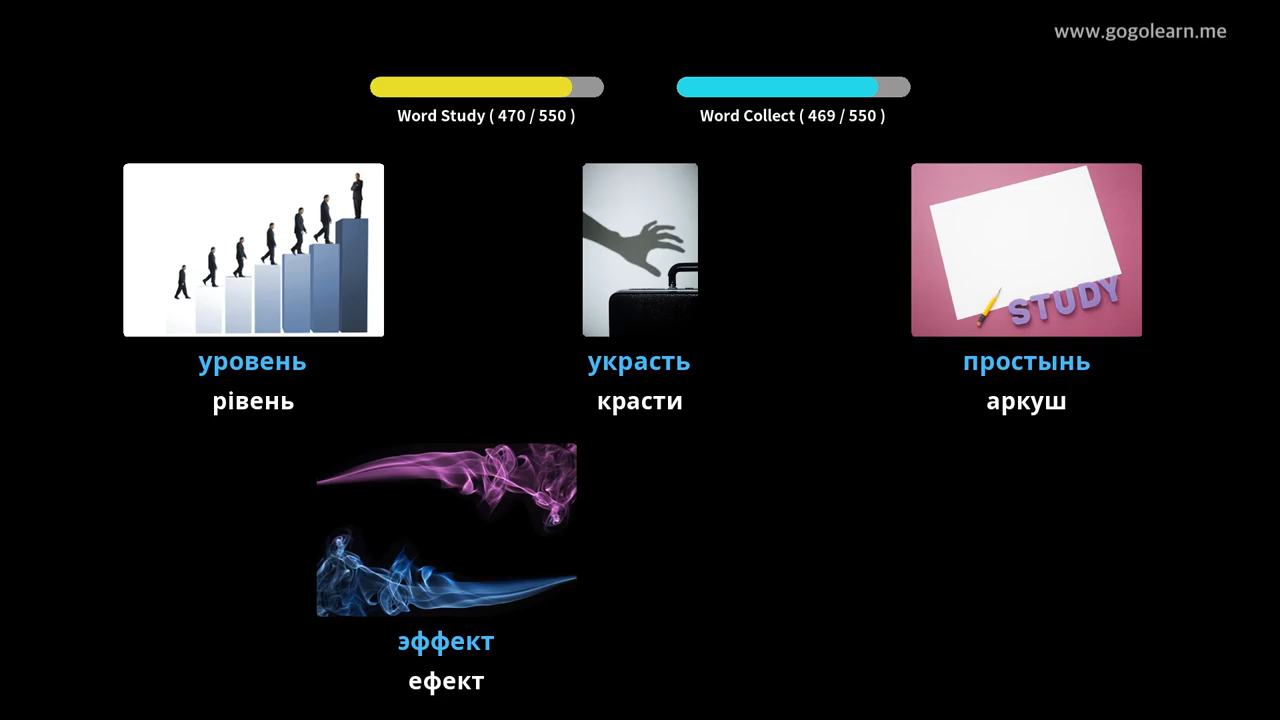 www.gogolearn.me
Word Study ( 470 / 550 )
Word Collect ( 469 / 550 )
STUDY
уровень
украсть
простынь
рівень
красти
аркуш
эффект
ефект